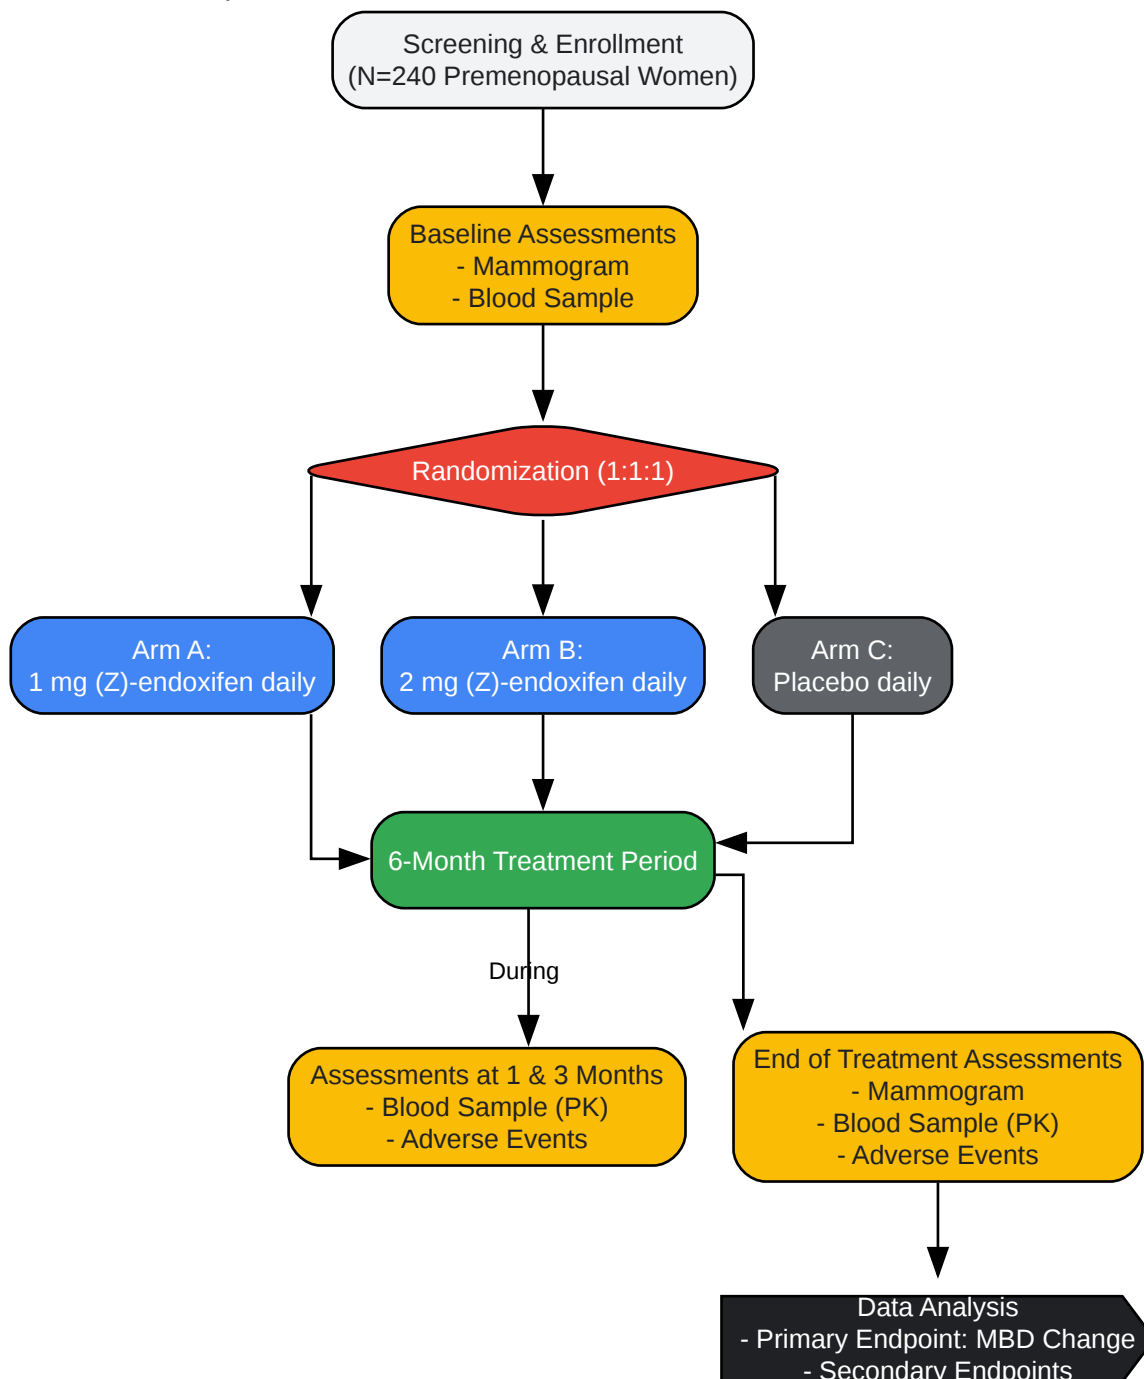 Screening & Enrollment
(N=240 Premenopausal Women)
Baseline Assessments
- Mammogram
- Blood Sample
Randomization (1:1:1)
Arm A:
1 mg (Z)-endoxifen daily
Arm B:
2 mg (Z)-endoxifen daily
Arm C:
Placebo daily
6-Month Treatment Period
During
Assessments at 1 & 3 Months
- Blood Sample (PK)
- Adverse Events
End of Treatment Assessments
- Mammogram
- Blood Sample (PK)
- Adverse Events
Data Analysis
- Primary Endpoint: MBD Change
- Secondary Endpoints